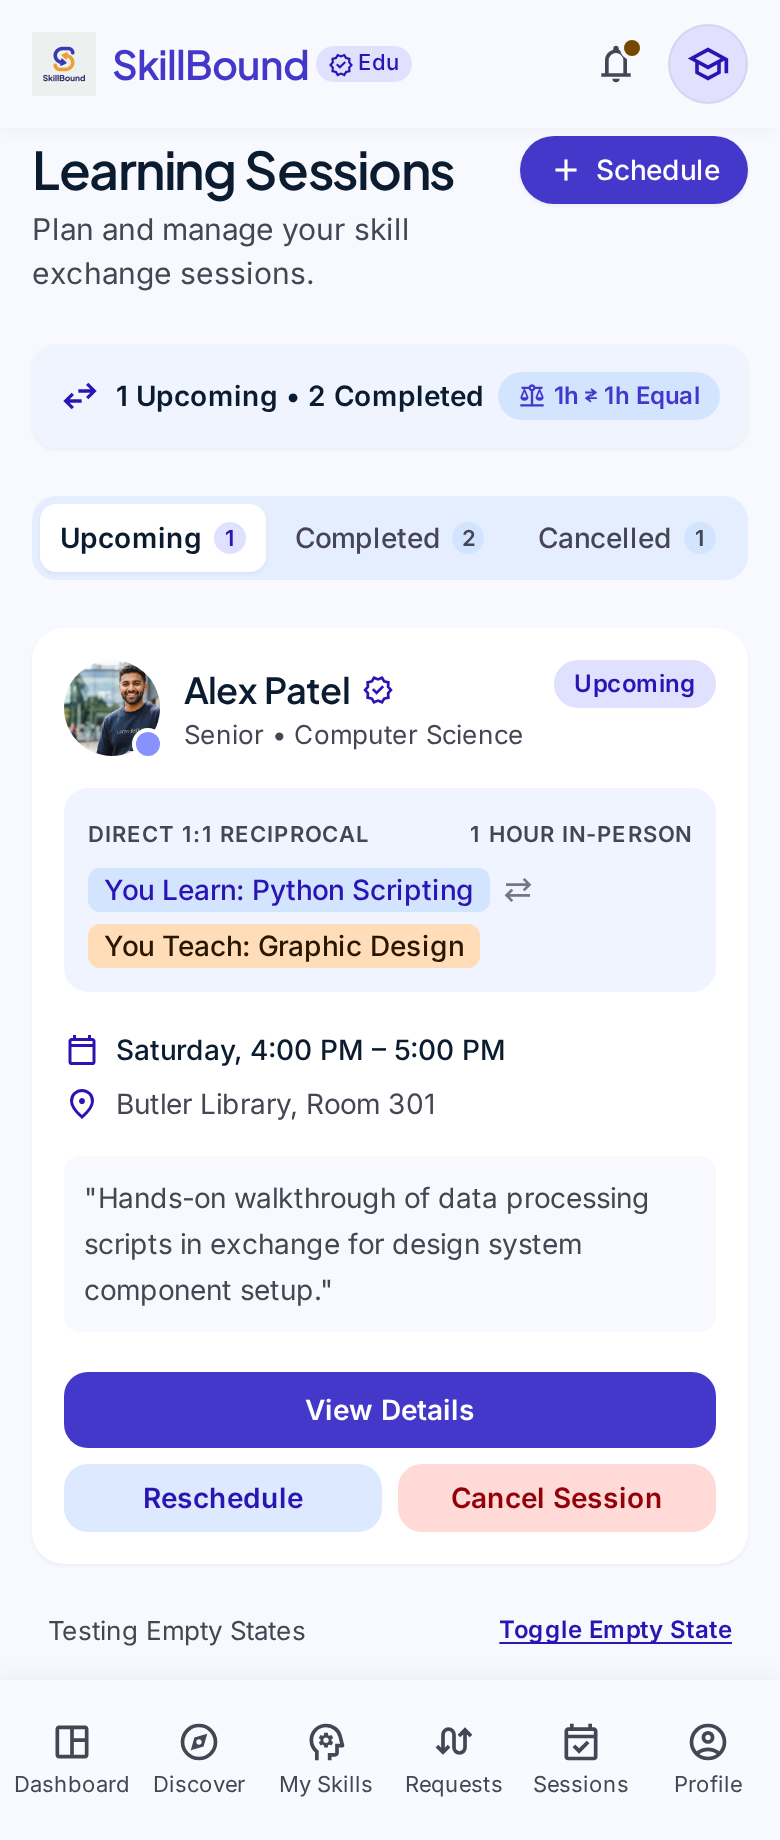 SkillBound
SkillBound Edu
Learning Sessions
+ Schedule
Plan and manage your skill
exchange sessions.
1 Upcoming • 2 Completed
1h ⇄ 1h Equal
Upcoming 1
Completed 2
Cancelled 1
Alex Patel
Upcoming
Senior • Computer Science
DIRECT 1:1 RECIPROCAL
1 HOUR IN-PERSON
You Learn: Python Scripting
You Teach: Graphic Design
Saturday, 4:00 PM – 5:00 PM
Butler Library, Room 301
"Hands-on walkthrough of data processing
scripts in exchange for design system
component setup."
View Details
Reschedule
Cancel Session
Testing Empty States
Toggle Empty State
Dashboard
Discover
My Skills
Requests
Sessions
Profile